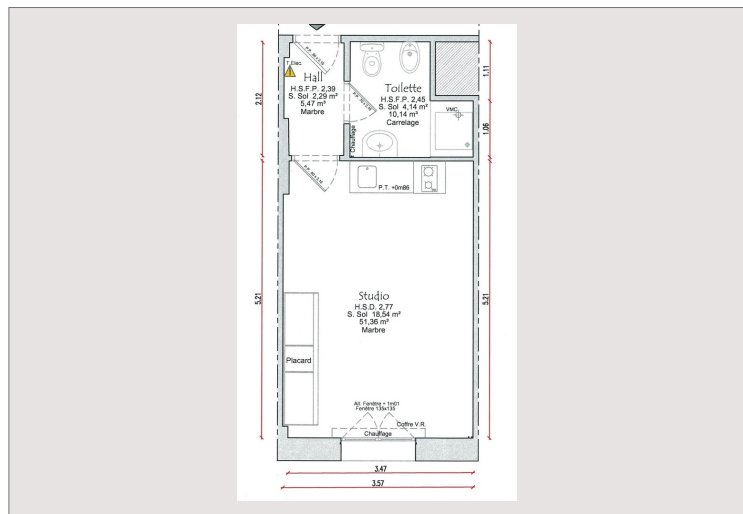 T.Elec.
Hall
H.S.F.P. 2,39
S. Sol 2,29 m²
5,47 m³
Marbre
Toilette
H.S.F.P. 2,45
S. Sol 4,14 m²
10,14 m³
Carrelage
VMC
Chauffage
2.12
1.11
1.06
P.T. +0m86
5.21
5.21
Studio
H.S.D. 2,77
S. Sol 18,54 m²
51,36 m³
Marbre
Placard
All. Fenêtre + 1m01
Fenêtre 135x135
Coffre V.R.
Chauffage
3.47
3.57